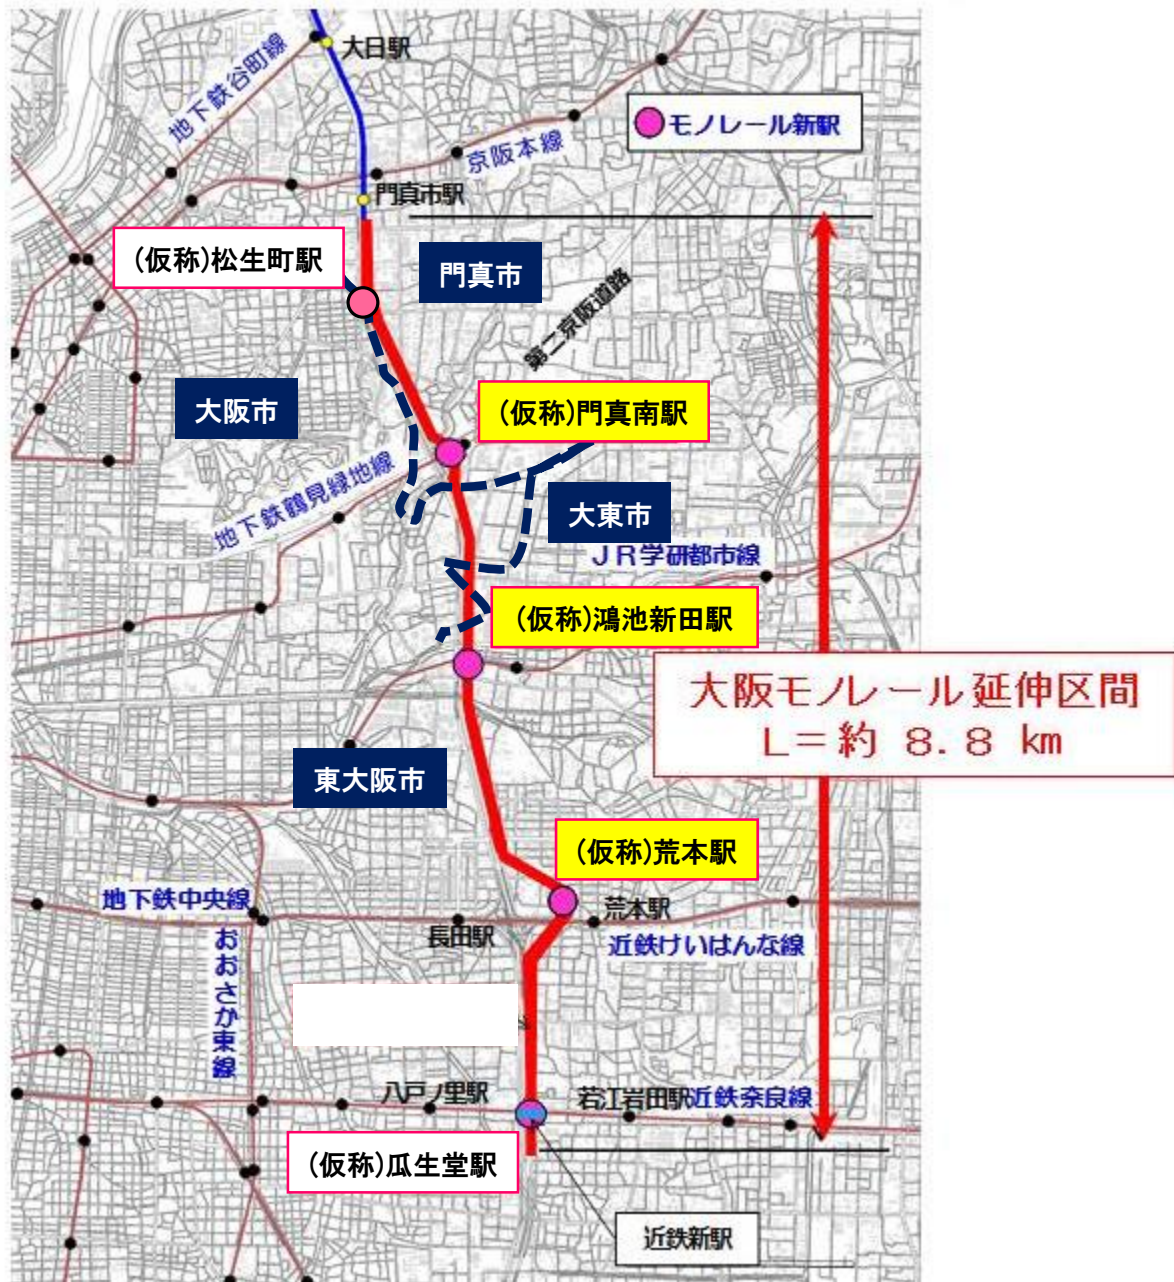 大日駅
地下鉄谷町線
モノレール新駅
京阪本線
門真市駅
(仮称)松生町駅
門真市
第二京阪道路
大阪市
(仮称)門真南駅
地下鉄鶴見緑地線
大東市
JR学研都市線
(仮称)鴻池新田駅
大阪モノレール延伸区間
L=約 8.8 km
東大阪市
(仮称)荒本駅
地下鉄中央線
荒本駅
長田駅
近鉄けいはんな線
おおさか東線
八戸ノ里駅
若江岩田駅
近鉄奈良線
(仮称)瓜生堂駅
近鉄新駅